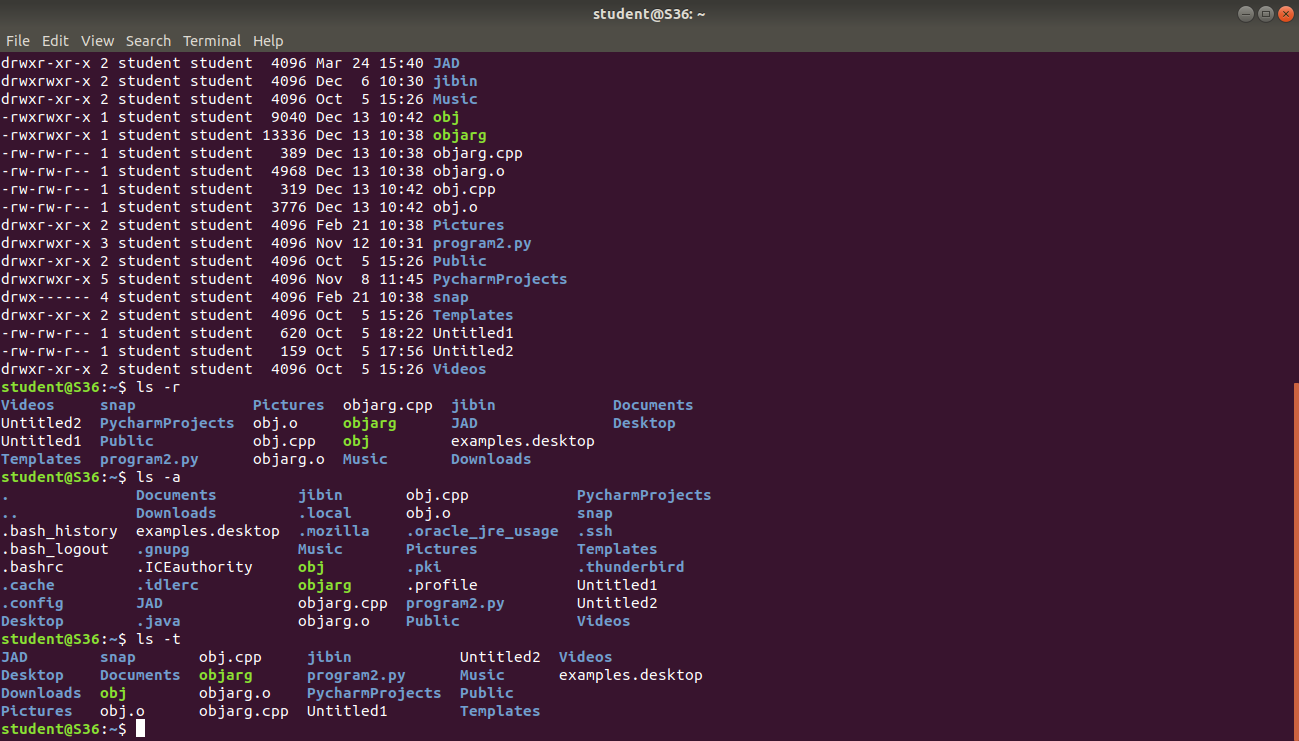 student@S36: ~
File Edit View Search Terminal Help
drwxr-xr-x 2 student student  4096 Mar 24 15:40 JAD
drwxrwxr-x 2 student student  4096 Dec  6 10:30 jibin
drwxr-xr-x 2 student student  4096 Oct  5 15:26 Music
-rwxrwxr-x 1 student student  9040 Dec 13 10:42 obj
-rwxrwxr-x 1 student student 13336 Dec 13 10:38 objarg
-rw-rw-r-- 1 student student   389 Dec 13 10:38 objarg.cpp
-rw-rw-r-- 1 student student  4968 Dec 13 10:38 objarg.o
-rw-rw-r-- 1 student student   319 Dec 13 10:42 obj.cpp
-rw-rw-r-- 1 student student  3776 Dec 13 10:42 obj.o
drwxr-xr-x 2 student student  4096 Feb 21 10:38 Pictures
drwxrwxr-x 3 student student  4096 Nov 12 10:31 program2.py
drwxr-xr-x 2 student student  4096 Oct  5 15:26 Public
drwxrwxr-x 5 student student  4096 Nov  8 11:45 PycharmProjects
drwx------ 4 student student  4096 Feb 21 10:38 snap
drwxr-xr-x 2 student student  4096 Oct  5 15:26 Templates
-rw-rw-r-- 1 student student   620 Oct  5 18:22 Untitled1
-rw-rw-r-- 1 student student   159 Oct  5 17:56 Untitled2
drwxr-xr-x 2 student student  4096 Oct  5 15:26 Videos
student@S36:~$ ls -r
Videos     snap             Pictures  objarg.cpp  jibin             Documents
Untitled2  PycharmProjects  obj.o     objarg      JAD               Desktop
Untitled1  Public           obj.cpp   obj         examples.desktop
Templates  program2.py      objarg.o  Music       Downloads
student@S36:~$ ls -a
.              Documents         jibin       obj.cpp            PycharmProjects
..             Downloads         .local      obj.o              snap
.bash_history  examples.desktop  .mozilla    .oracle_jre_usage  .ssh
.bash_logout   .gnupg            Music       Pictures           Templates
.bashrc        .ICEauthority     obj         .pki               .thunderbird
.cache         .idlerc           objarg      .profile           Untitled1
.config        JAD               objarg.cpp  program2.py        Untitled2
Desktop        .java             objarg.o    Public             Videos
student@S36:~$ ls -t
JAD        snap       obj.cpp     jibin            Untitled2  Videos
Desktop    Documents  objarg      program2.py      Music      examples.desktop
Downloads  obj        objarg.o    PycharmProjects  Public
Pictures   obj.o      objarg.cpp  Untitled1        Templates
student@S36:~$